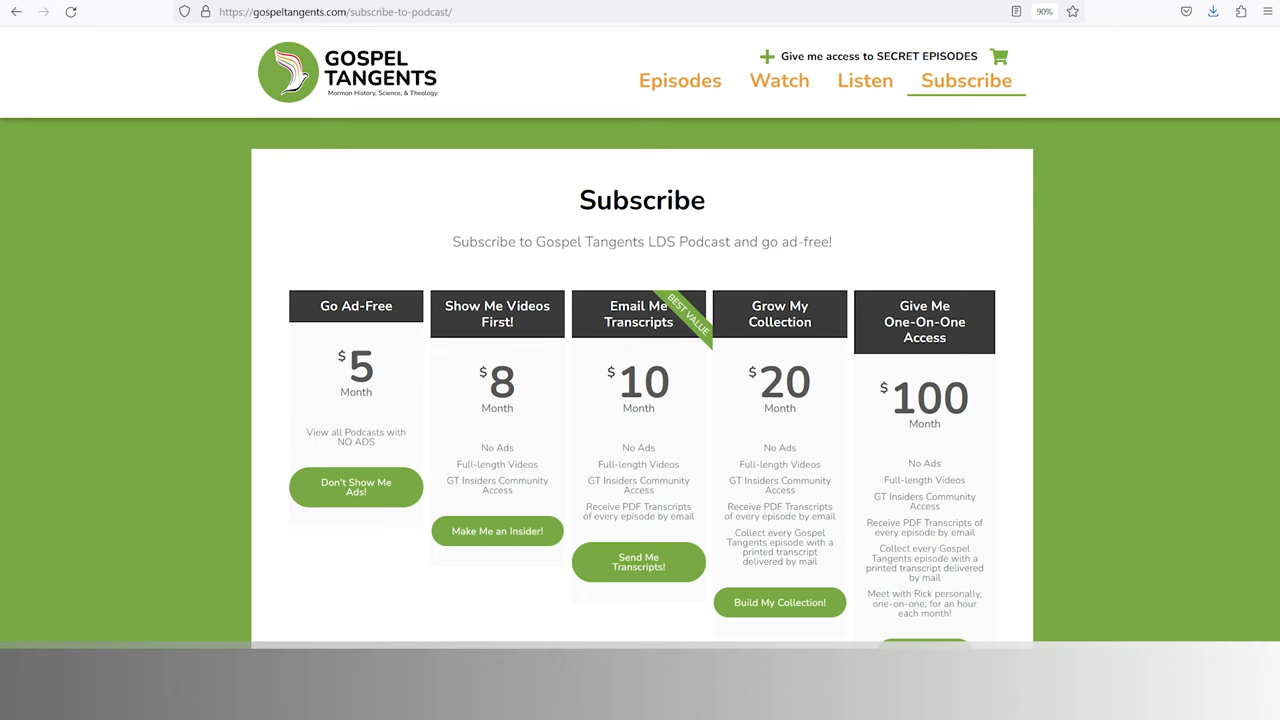 https://gospeltangents.com/subscribe-to-podcast/
90%
GOSPEL
TANGENTS
Mormon History, Science, & Theology
Give me access to SECRET EPISODES
Episodes
Watch
Listen
Subscribe
Subscribe
Subscribe to Gospel Tangents LDS Podcast and go ad-free!
Go Ad-Free
$5
Month
View all Podcasts with
NO ADS
Don't Show Me
Ads!
Show Me Videos
First!
$8
Month
No Ads
Full-length Videos
GT Insiders Community
Access
Make Me an Insider!
Email Me
Transcripts
BEST VALUE
$10
Month
No Ads
Full-length Videos
GT Insiders Community
Access
Receive PDF Transcripts
of every episode by email
Send Me
Transcripts!
Grow My
Collection
$20
Month
No Ads
Full-length Videos
GT Insiders Community
Access
Receive PDF Transcripts
of every episode by email
Collect every Gospel
Tangents episode with a
printed transcript
delivered by mail
Build My Collection!
Give Me
One-On-One
Access
$100
Month
No Ads
Full-length Videos
GT Insiders Community
Access
Receive PDF Transcripts of
every episode by email
Collect every Gospel
Tangents episode with a
printed transcript delivered
by mail
Meet with Rick personally,
one-on-one, for an hour
each month!